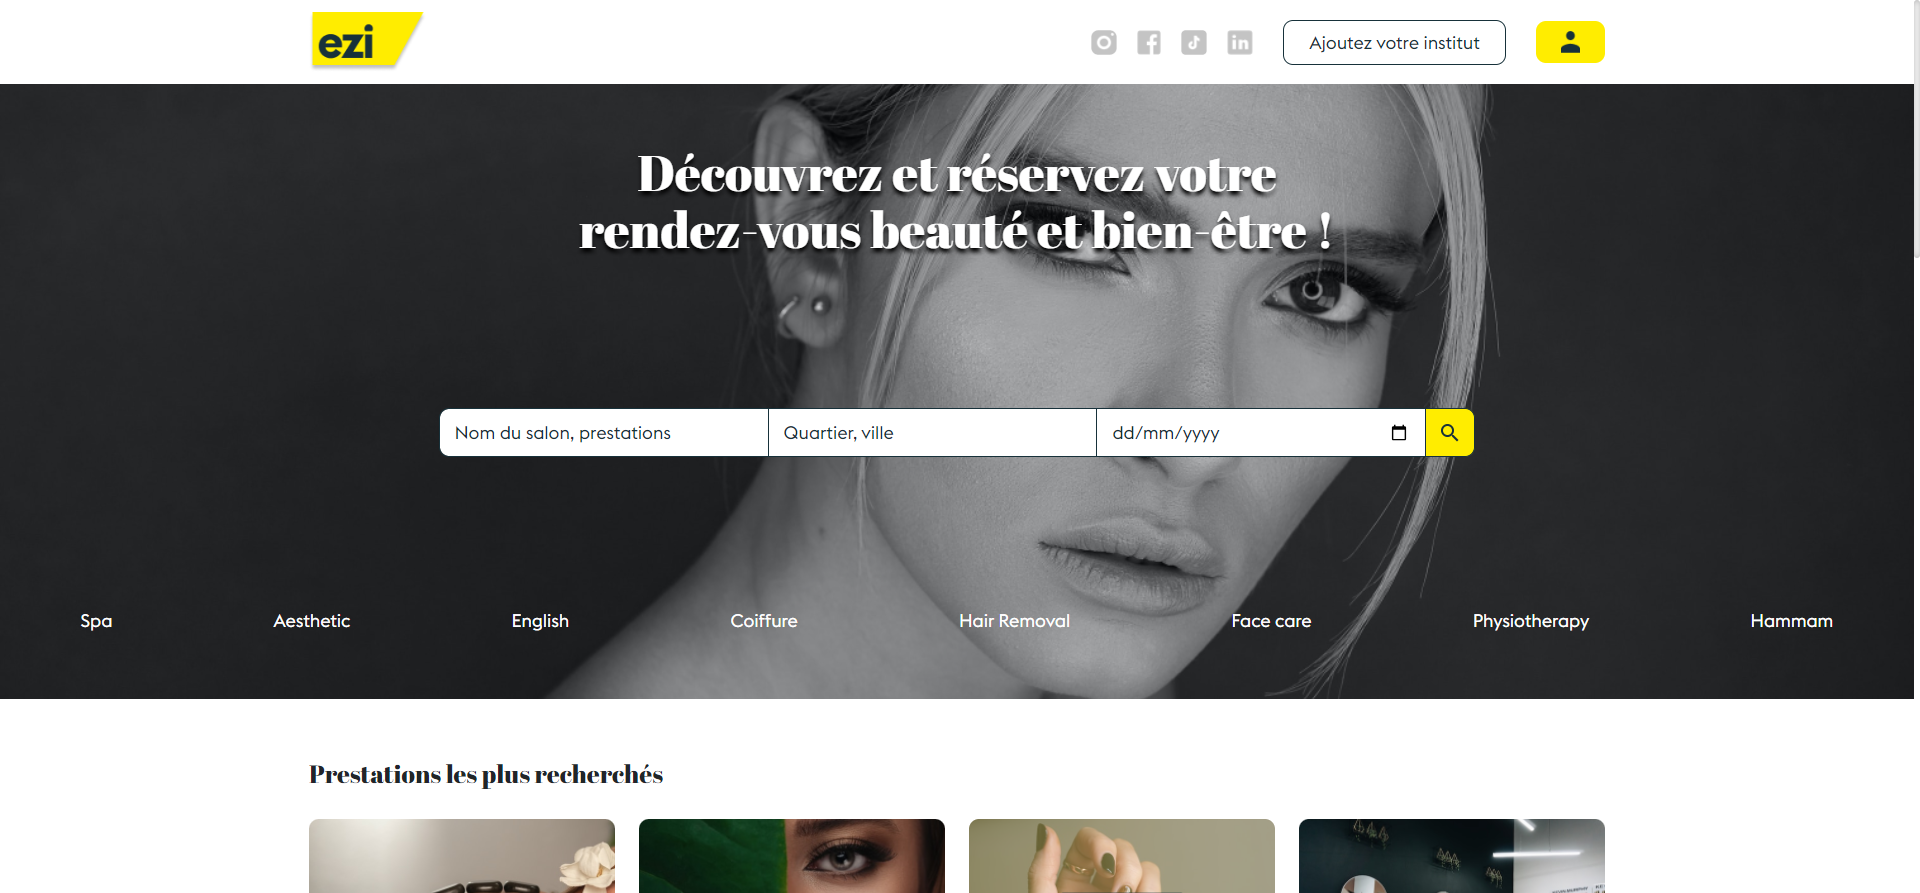 ezi
Ajoutez votre institut
Découvrez et réservez votre
rendez-vous beauté et bien-être !
Nom du salon, prestations
Quartier, ville
dd/mm/yyyy
Spa
Aesthetic
English
Coiffure
Hair Removal
Face care
Physiotherapy
Hammam
Prestations les plus recherchés